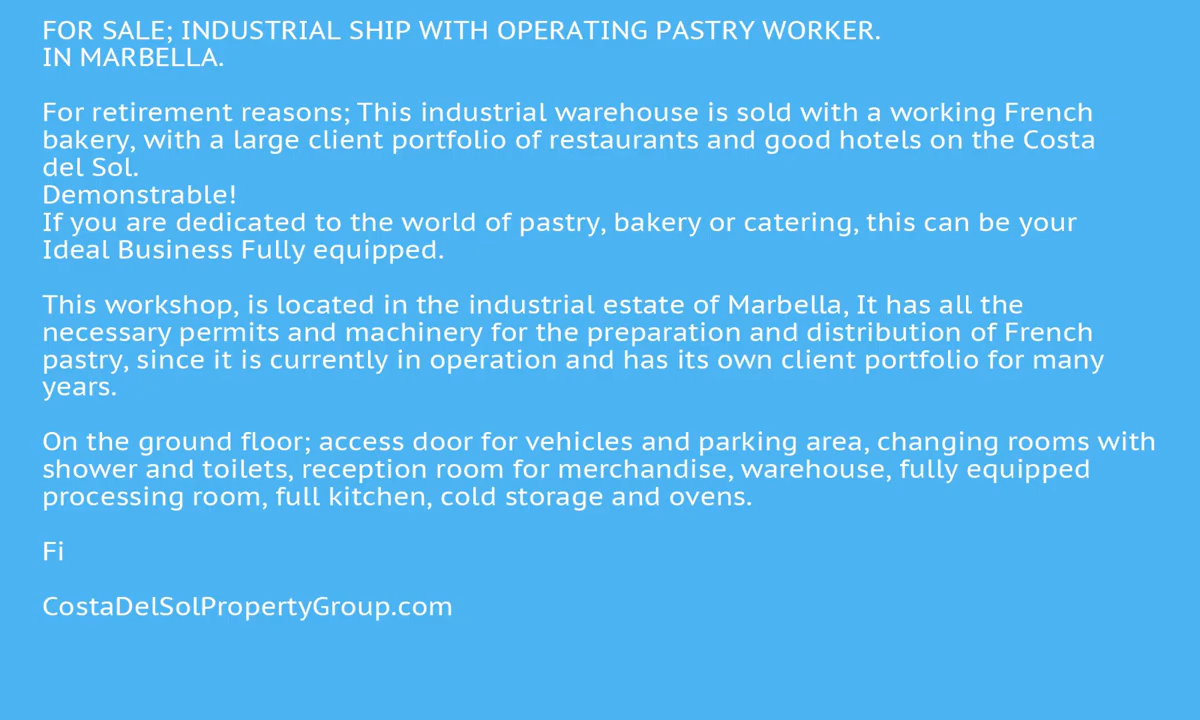 FOR SALE; INDUSTRIAL SHIP WITH OPERATING PASTRY WORKER.
IN MARBELLA.
For retirement reasons; This industrial warehouse is sold with a working French
bakery, with a large client portfolio of restaurants and good hotels on the Costa
del Sol.
Demonstrable!
If you are dedicated to the world of pastry, bakery or catering, this can be your
Ideal Business Fully equipped.
This workshop, is located in the industrial estate of Marbella, It has all the
necessary permits and machinery for the preparation and distribution of French
pastry, since it is currently in operation and has its own client portfolio for many
years.
On the ground floor; access door for vehicles and parking area, changing rooms with
shower and toilets, reception room for merchandise, warehouse, fully equipped
processing room, full kitchen, cold storage and ovens.
Fi
CostaDelSolPropertyGroup.com